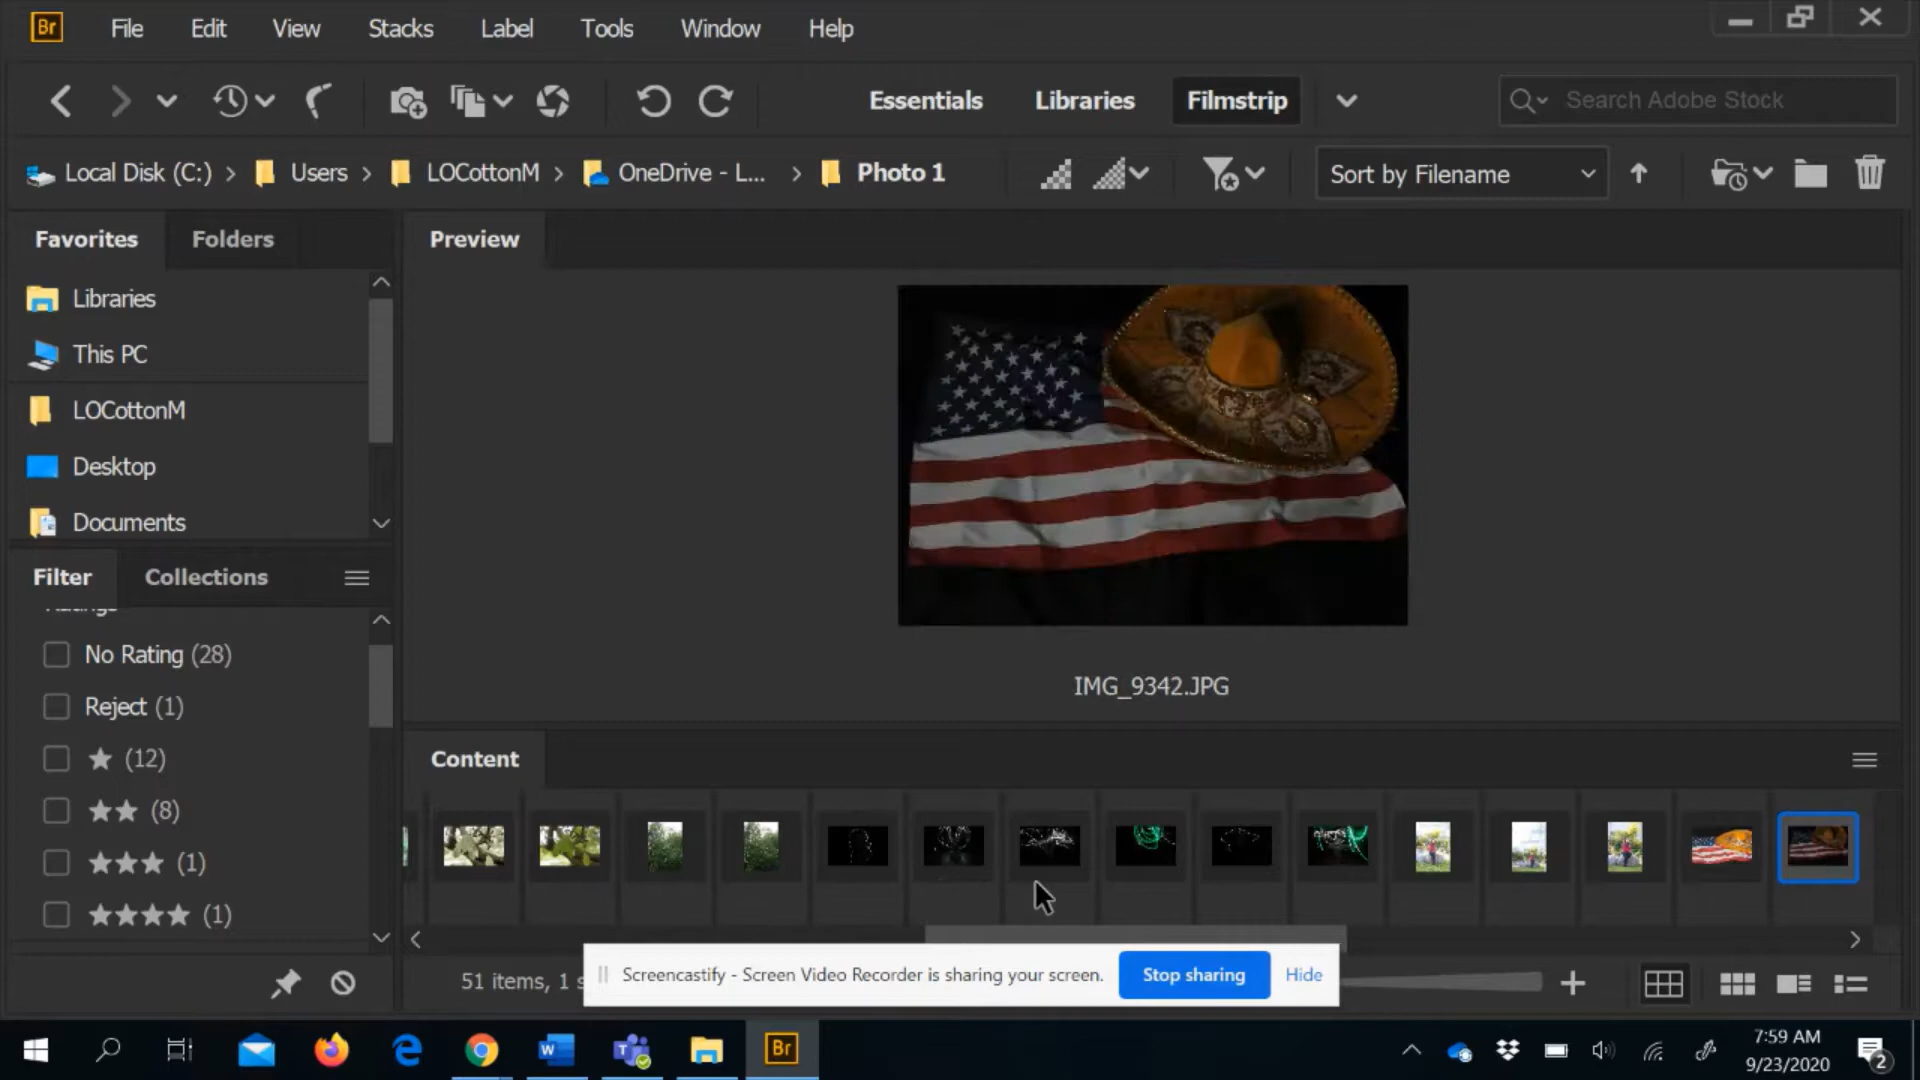 Br File Edit View Stacks Label Tools Window Help
Essentials Libraries Filmstrip Search Adobe Stock
Local Disk (C:) Users LOCottonM OneDrive - L... Photo 1 Sort by Filename
Favorites Folders Preview
Libraries
This PC
LOCottonM
Desktop
Documents
Filter Collections
Ratings
No Rating (28)
Reject (1)
(12)
(8)
(1)
(1)
IMG_9342.JPG
Content
51 items, 1 s
Screencastify - Screen Video Recorder is sharing your screen. Stop sharing Hide
Br 7:59 AM
9/23/2020 2